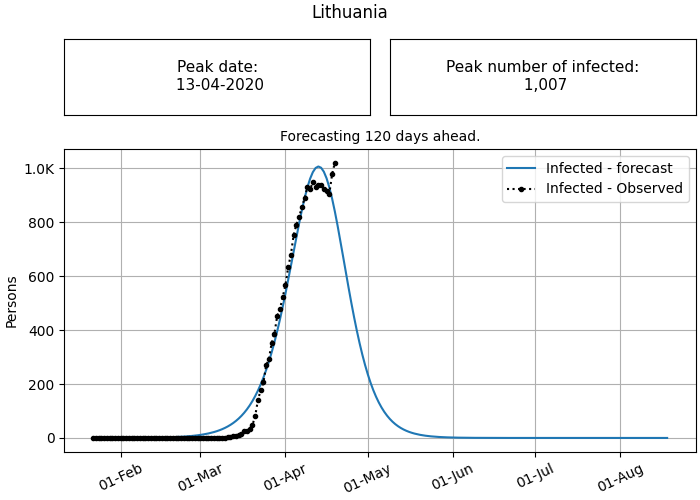 Lithuania
Peak date:
13-04-2020
Peak number of infected:
1,007
Forecasting 120 days ahead.
Infected - forecast
Infected - Observed
Persons
1.0K
800
600
400
200
0
01-Feb
01-Mar
01-Apr
01-May
01-Jun
01-Jul
01-Aug